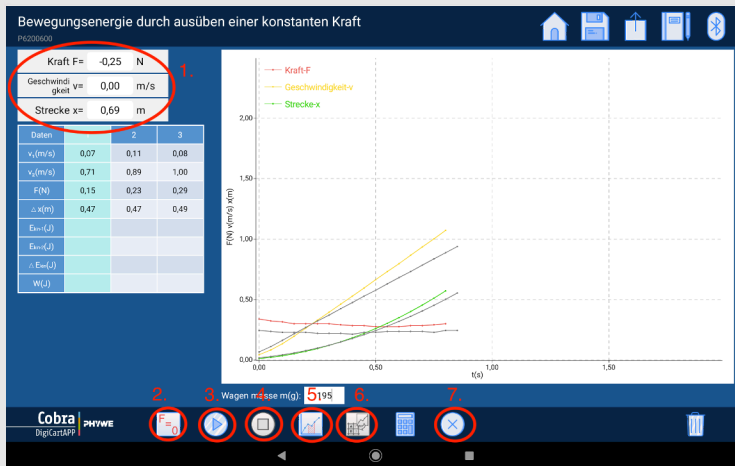 Bewegungsenergie durch ausüben einer konstanten Kraft
P6200600
Kraft F= -0,25 N
1.
Geschwindi
gkeit v= 0,00 m/s
Strecke x= 0,69 m
Daten 2 3
v₁(m/s) 0,07 0,11 0,08
v₂(m/s) 0,71 0,89 1,00
F(N) 0,15 0,23 0,29
△x(m) 0,47 0,47 0,49
Ekin1(J)
Ekin2(J)
△Ekin(J)
W(J)
Kraft-F
Geschwindigkeit-v
Strecke-x
F(N) v(m/s) x(m)
2,00
1,50
1,00
0,50
0,00
0,00 0,50 1,00 1,50
t(s)
Wagen masse m(g): 195
2. 3. 4. 5. 6. 7.
F=0
Cobra PHYWE
DigiCartAPP